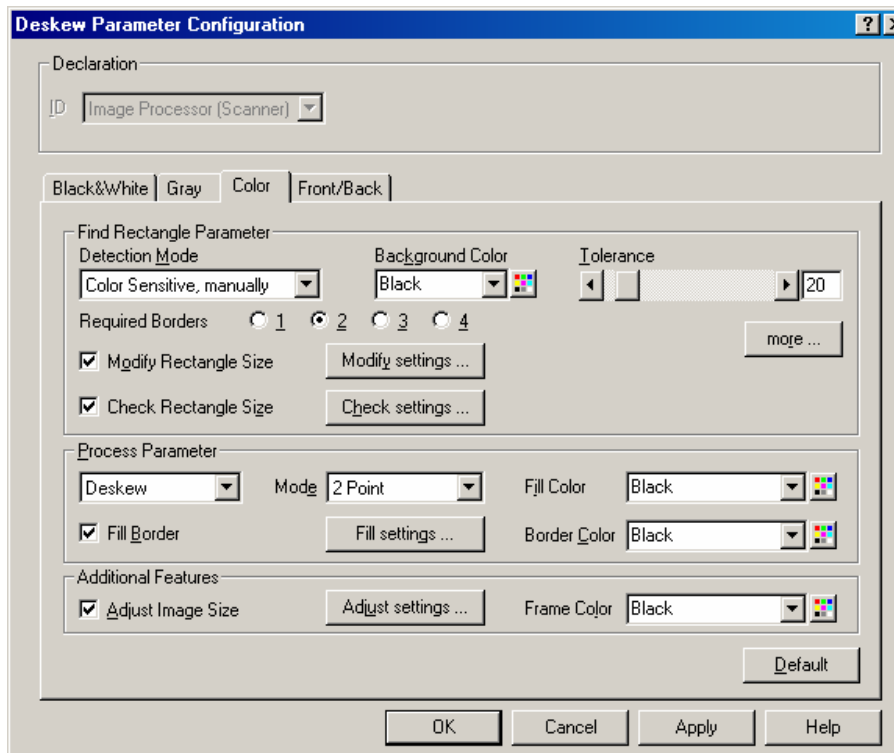 Deskew Parameter Configuration ?
Declaration
ID Image Processor (Scanner)
Black&White Gray Color Front/Back
Find Rectangle Parameter
Detection Mode Background Color Tolerance
Color Sensitive, manually Black 20
Required Borders 1 2 3 4
more ...
Modify Rectangle Size Modify settings ...
Check Rectangle Size Check settings ...
Process Parameter
Deskew Mode 2 Point Fill Color Black
Fill Border Fill settings ... Border Color Black
Additional Features
Adjust Image Size Adjust settings ... Frame Color Black
Default
OK Cancel Apply Help